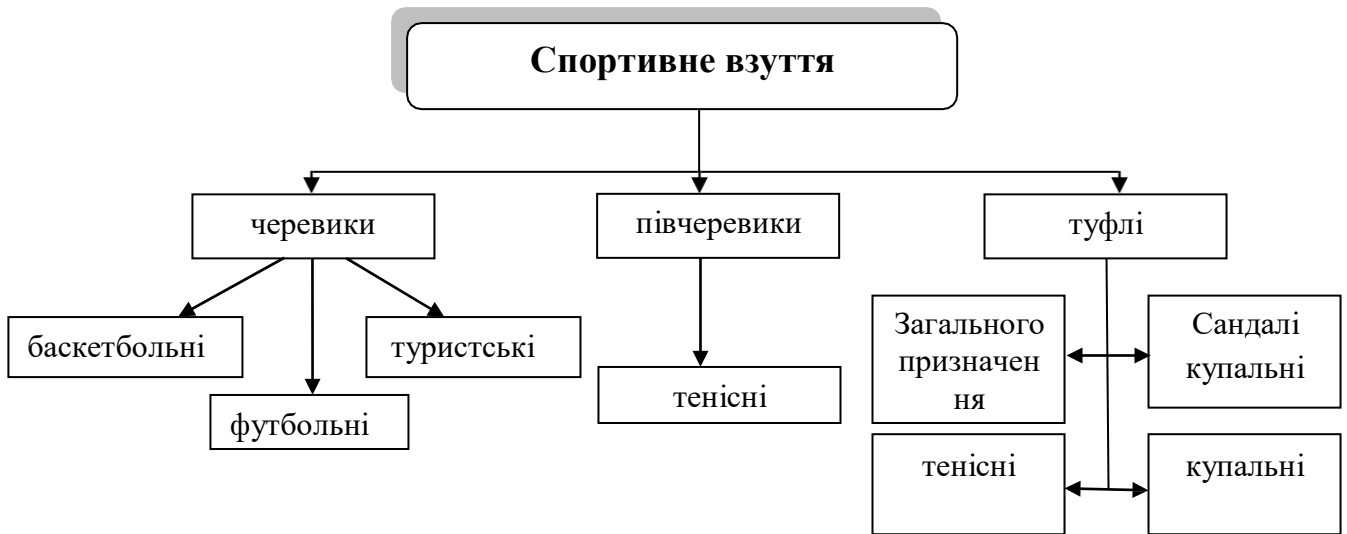 Спортивне взуття
черевики
півчеревики
туфлі
баскетбольні
футбольні
туристські
тенісні
Загального
призначен
ня
Сандалі
купальні
тенісні
купальні